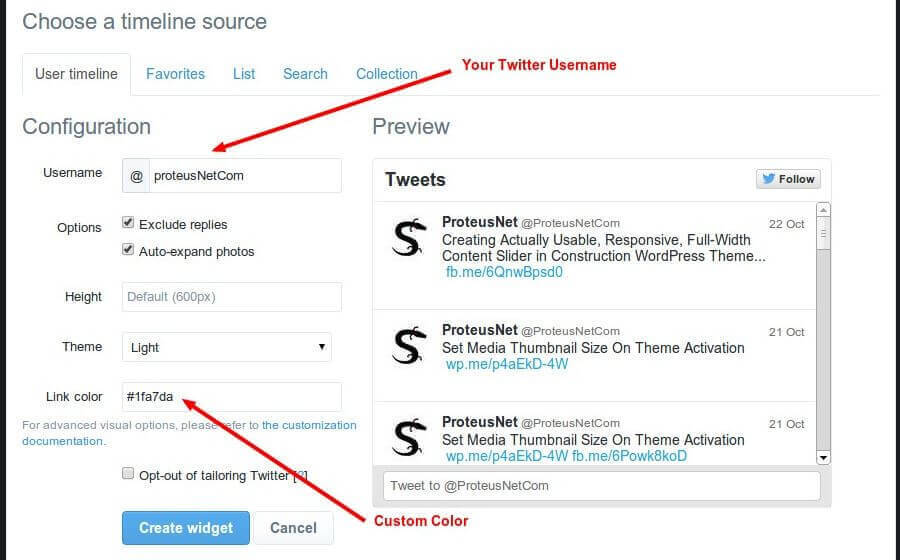 Choose a timeline source
User timeline Favorites List Search Collection
Your Twitter Username
Configuration
Username @ proteusNetCom
Options Exclude replies
Auto-expand photos
Height Default (600px)
Theme Light
Link color #1fa7da
For advanced visual options, please refer to the customization
documentation.
Opt-out of tailoring Twitter [?]
Create widget Cancel
Custom Color
Preview
Tweets Follow
ProteusNet @ProteusNetCom 22 Oct
Creating Actually Usable, Responsive, Full-Width
Content Slider in Construction WordPress Theme...
fb.me/6QnwBpsd0
ProteusNet @ProteusNetCom 21 Oct
Set Media Thumbnail Size On Theme Activation
wp.me/p4aEkD-4W
ProteusNet @ProteusNetCom 21 Oct
Set Media Thumbnail Size On Theme Activation
wp.me/p4aEkD-4W fb.me/6Powk8koD
Tweet to @ProteusNetCom